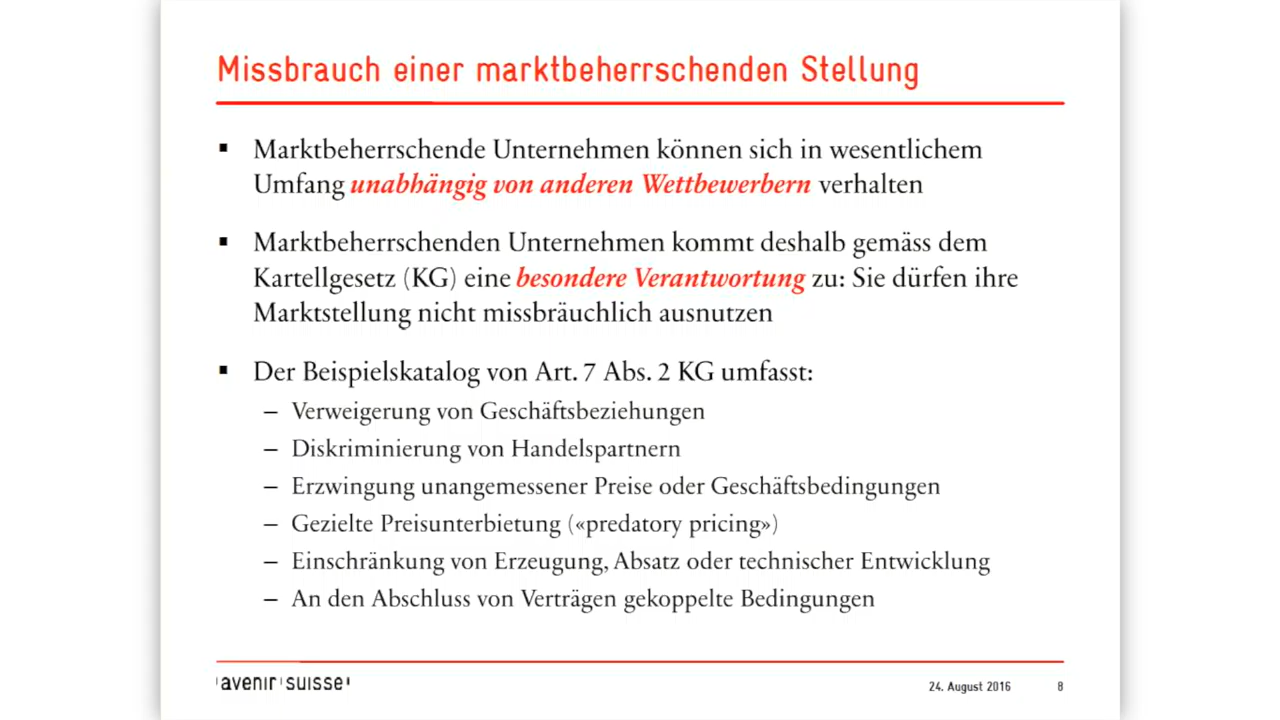 Missbrauch einer marktbeherrschenden Stellung
▪ Marktbeherrschende Unternehmen können sich in wesentlichem
Umfang unabhängig von anderen Wettbewerbern verhalten
▪ Marktbeherrschenden Unternehmen kommt deshalb gemäss dem
Kartellgesetz (KG) eine besondere Verantwortung zu: Sie dürfen ihre
Marktstellung nicht missbräuchlich ausnutzen
▪ Der Beispielskatalog von Art. 7 Abs. 2 KG umfasst:
– Verweigerung von Geschäftsbeziehungen
– Diskriminierung von Handelspartnern
– Erzwingung unangemessener Preise oder Geschäftsbedingungen
– Gezielte Preisunterbietung («predatory pricing»)
– Einschränkung von Erzeugung, Absatz oder technischer Entwicklung
– An den Abschluss von Verträgen gekoppelte Bedingungen
'avenir'suisse'
24. August 2016 8